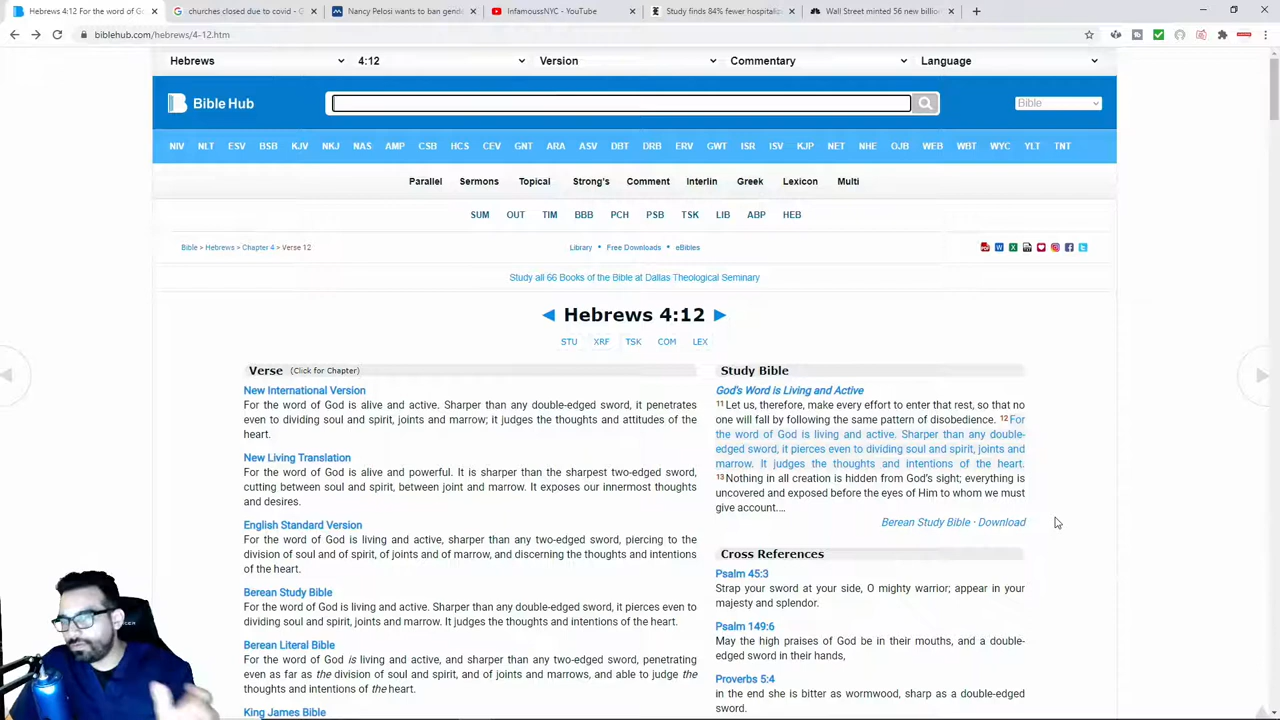 Hebrews 4:12 For the word of G
churches closed due to covid - G
Nancy Pelosi wants to ban gend
InfamoussNYC - YouTube
Study finds 84% fewer hospitaliz
Wall Street minted 56 new billion
biblehub.com/hebrews/4-12.htm
Hebrews 4:12 Version Commentary Language
Bible Hub
Bible
NIV NLT ESV BSB KJV NKJ NAS AMP CSB HCS CEV GNT ARA ASV DBT DRB ERV GWT ISR ISV KJP NET NHE OJB WEB WBT WYC YLT TNT
Parallel Sermons Topical Strong's Comment Interlin Greek Lexicon Multi
SUM OUT TIM BBB PCH PSB TSK LIB ABP HEB
Bible > Hebrews > Chapter 4 > Verse 12
Library • Free Downloads • eBibles
Study all 66 Books of the Bible at Dallas Theological Seminary
◄ Hebrews 4:12 ►
STU XRF TSK COM LEX
Verse (Click for Chapter)
New International Version
For the word of God is alive and active. Sharper than any double-edged sword, it penetrates
even to dividing soul and spirit, joints and marrow; it judges the thoughts and attitudes of the
heart.
New Living Translation
For the word of God is alive and powerful. It is sharper than the sharpest two-edged sword,
cutting between soul and spirit, between joint and marrow. It exposes our innermost thoughts
and desires.
English Standard Version
For the word of God is living and active, sharper than any two-edged sword, piercing to the
division of soul and of spirit, of joints and of marrow, and discerning the thoughts and intentions
of the heart.
Berean Study Bible
For the word of God is living and active. Sharper than any double-edged sword, it pierces even to
dividing soul and spirit, joints and marrow. It judges the thoughts and intentions of the heart.
Berean Literal Bible
For the word of God is living and active, and sharper than any two-edged sword, penetrating
even as far as the division of soul and spirit, and of joints and marrows, and able to judge the
thoughts and intentions of the heart.
King James Bible
Study Bible
God's Word is Living and Active
11Let us, therefore, make every effort to enter that rest, so that no
one will fall by following the same pattern of disobedience. 12For
the word of God is living and active. Sharper than any double-
edged sword, it pierces even to dividing soul and spirit, joints and
marrow. It judges the thoughts and intentions of the heart.
13Nothing in all creation is hidden from God's sight; everything is
uncovered and exposed before the eyes of Him to whom we must
give account.…
Berean Study Bible · Download
Cross References
Psalm 45:3
Strap your sword at your side, O mighty warrior; appear in your
majesty and splendor.
Psalm 149:6
May the high praises of God be in their mouths, and a double-
edged sword in their hands,
Proverbs 5:4
in the end she is bitter as wormwood, sharp as a double-edged
sword.